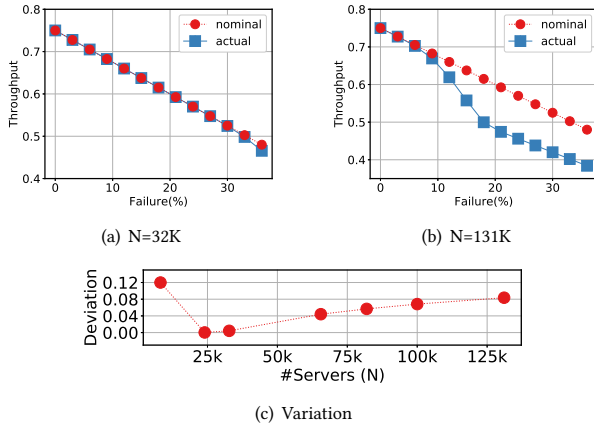 0.8
0.7
0.6
0.5
0.4
Throughput
nominal
actual
0 10 20 30
Failure(%)
(a) N=32K
0.8
0.7
0.6
0.5
0.4
Throughput
nominal
actual
0 10 20 30
Failure(%)
(b) N=131K
0.12
0.08
0.04
0.00
Deviation
25k 50k 75k 100k 125k
#Servers (N)
(c) Variation